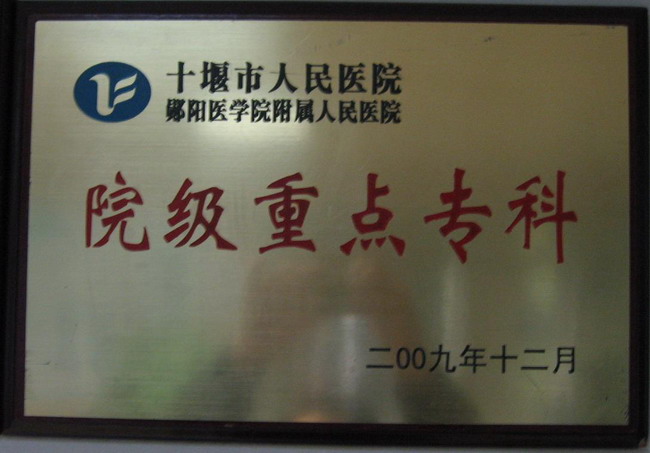 十堰市人民医院
郧阳医学院附属人民医院
院级重点专科
二00九年十二月